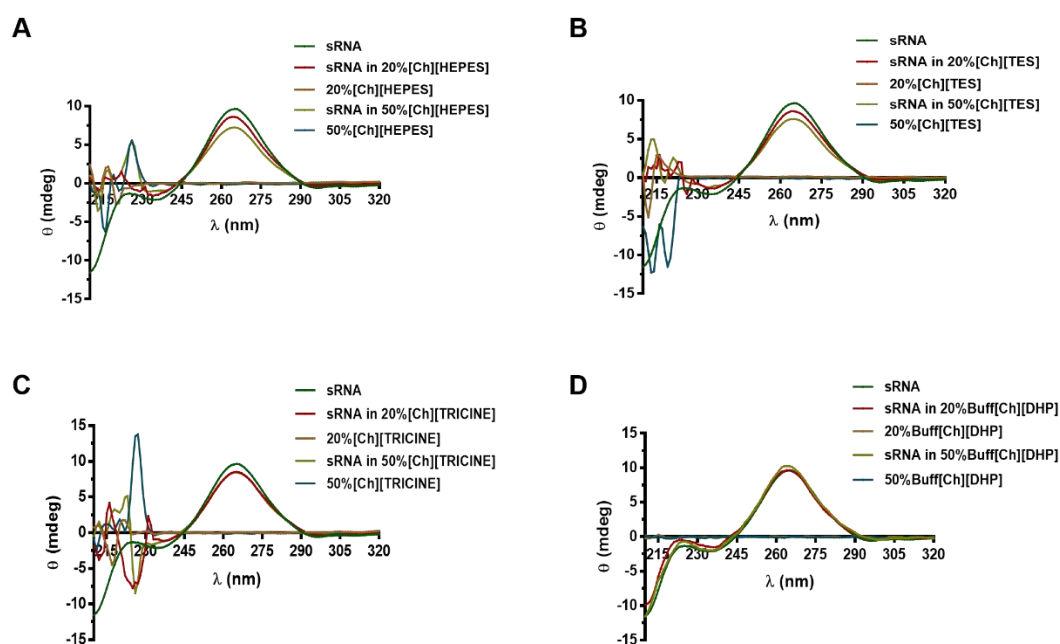 A
sRNA
sRNA in 20%[Ch][HEPES]
20%[Ch][HEPES]
sRNA in 50%[Ch][HEPES]
50%[Ch][HEPES]
10
5
0
-5
-10
-15
θ (mdeg)
215 230 245 260 275 290 305 320
λ (nm)
B
sRNA
sRNA in 20%[Ch][TES]
20%[Ch][TES]
sRNA in 50%[Ch][TES]
50%[Ch][TES]
10
5
0
-5
-10
-15
θ (mdeg)
215 230 245 260 275 290 305 320
λ (nm)
C
sRNA
sRNA in 20%[Ch][TRICINE]
20%[Ch][TRICINE]
sRNA in 50%[Ch][TRICINE]
50%[Ch][TRICINE]
15
10
5
0
-5
-10
-15
θ (mdeg)
215 230 245 260 275 290 305 320
λ (nm)
D
sRNA
sRNA in 20%Buff[Ch][DHP]
20%Buff[Ch][DHP]
sRNA in 50%Buff[Ch][DHP]
50%Buff[Ch][DHP]
15
10
5
0
-5
-10
-15
θ (mdeg)
215 230 245 260 275 290 305 320
λ (nm)